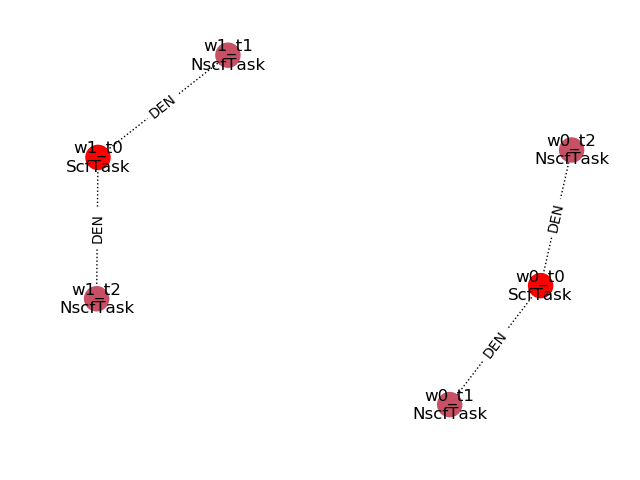 w1_t1
NscfTask
DEN
w1_t0
ScfTask
DEN
w1_t2
NscfTask
w0_t2
NscfTask
DEN
w0_t0
ScfTask
DEN
w0_t1
NscfTask